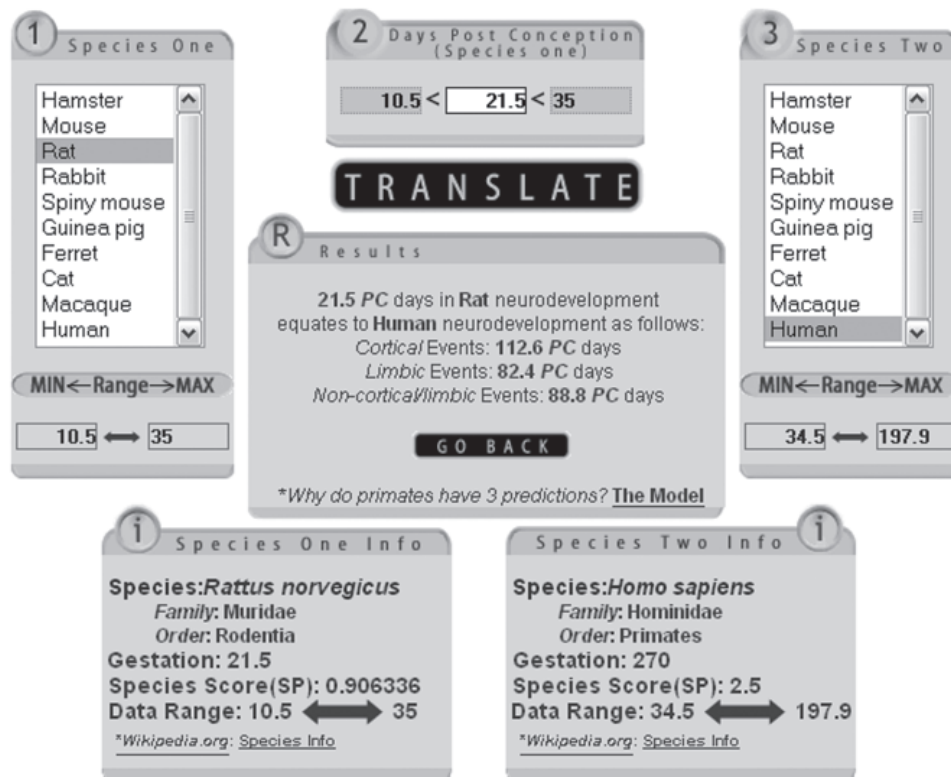 1
Species One
Hamster
Mouse
Rat
Rabbit
Spiny mouse
Guinea pig
Ferret
Cat
Macaque
Human
MIN←Range→MAX
10.5 ↔ 35
2
Days Post Conception
(Species one)
10.5 < 21.5 < 35
TRANSLATE
3
Species Two
Hamster
Mouse
Rat
Rabbit
Spiny mouse
Guinea pig
Ferret
Cat
Macaque
Human
MIN←Range→MAX
34.5 ↔ 197.9
R
Results
21.5 PC days in Rat neurodevelopment
equates to Human neurodevelopment as follows:
Cortical Events: 112.6 PC days
Limbic Events: 82.4 PC days
Non-cortical/limbic Events: 88.8 PC days
GO BACK
*Why do primates have 3 predictions? The Model
i
Species One Info
Species:Rattus norvegicus
Family: Muridae
Order: Rodentia
Gestation: 21.5
Species Score(SP): 0.906336
Data Range: 10.5 ↔ 35
*Wikipedia.org: Species Info
Species Two Info
i
Species:Homo sapiens
Family: Hominidae
Order: Primates
Gestation: 270
Species Score(SP): 2.5
Data Range: 34.5 ↔ 197.9
*Wikipedia.org: Species Info